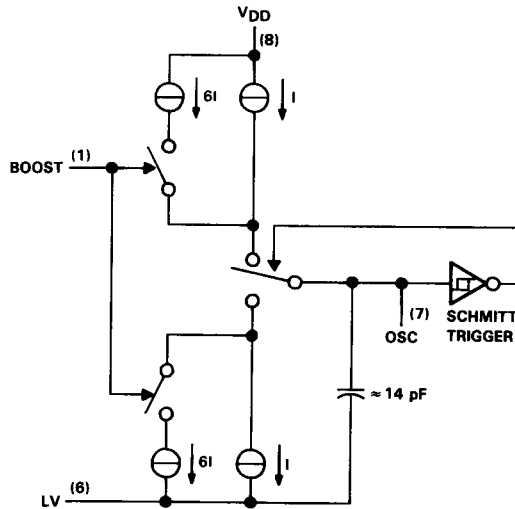 VDD
(8)
6I
I
BOOST (1)
(7)
OSC
SCHMITT
TRIGGER
≈ 14 pF
6I
I
LV (6)